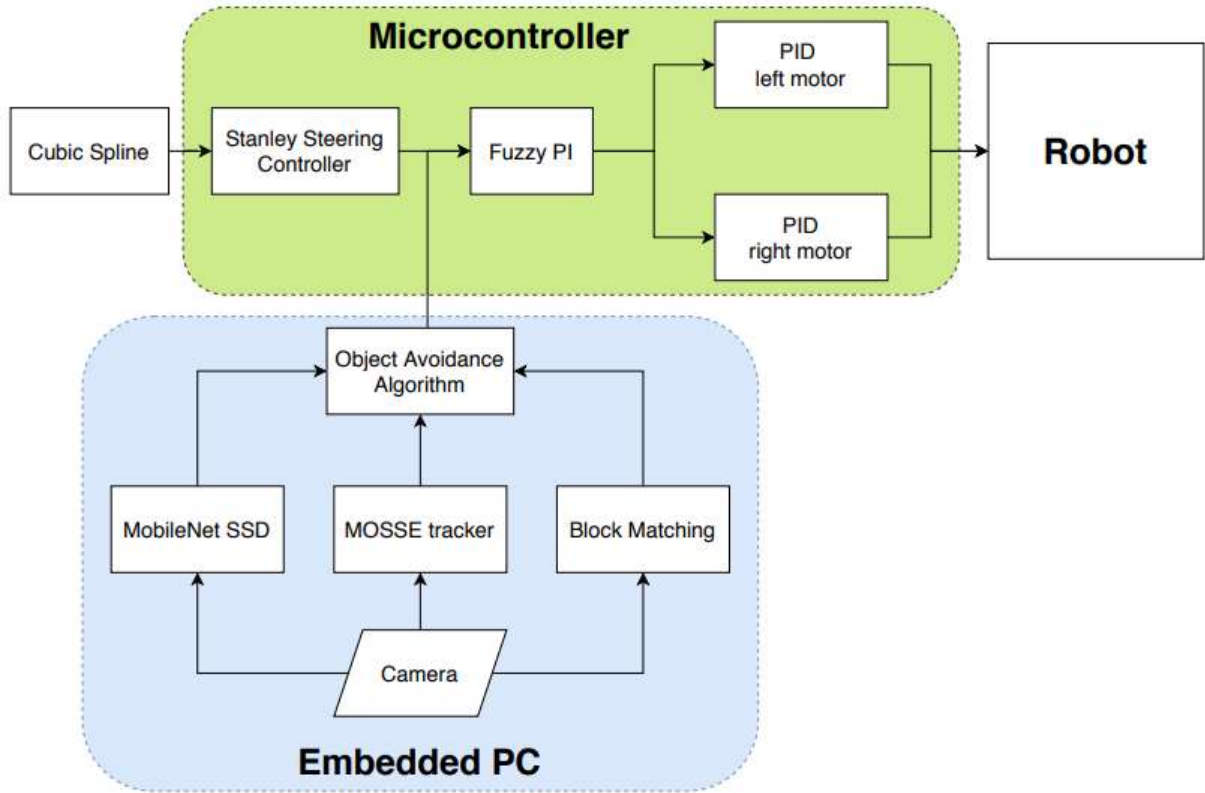 Microcontroller
Cubic Spline
Stanley Steering
Controller
Fuzzy PI
PID
left motor
PID
right motor
Robot
Object Avoidance
Algorithm
MobileNet SSD
MOSSE tracker
Block Matching
Camera
Embedded PC